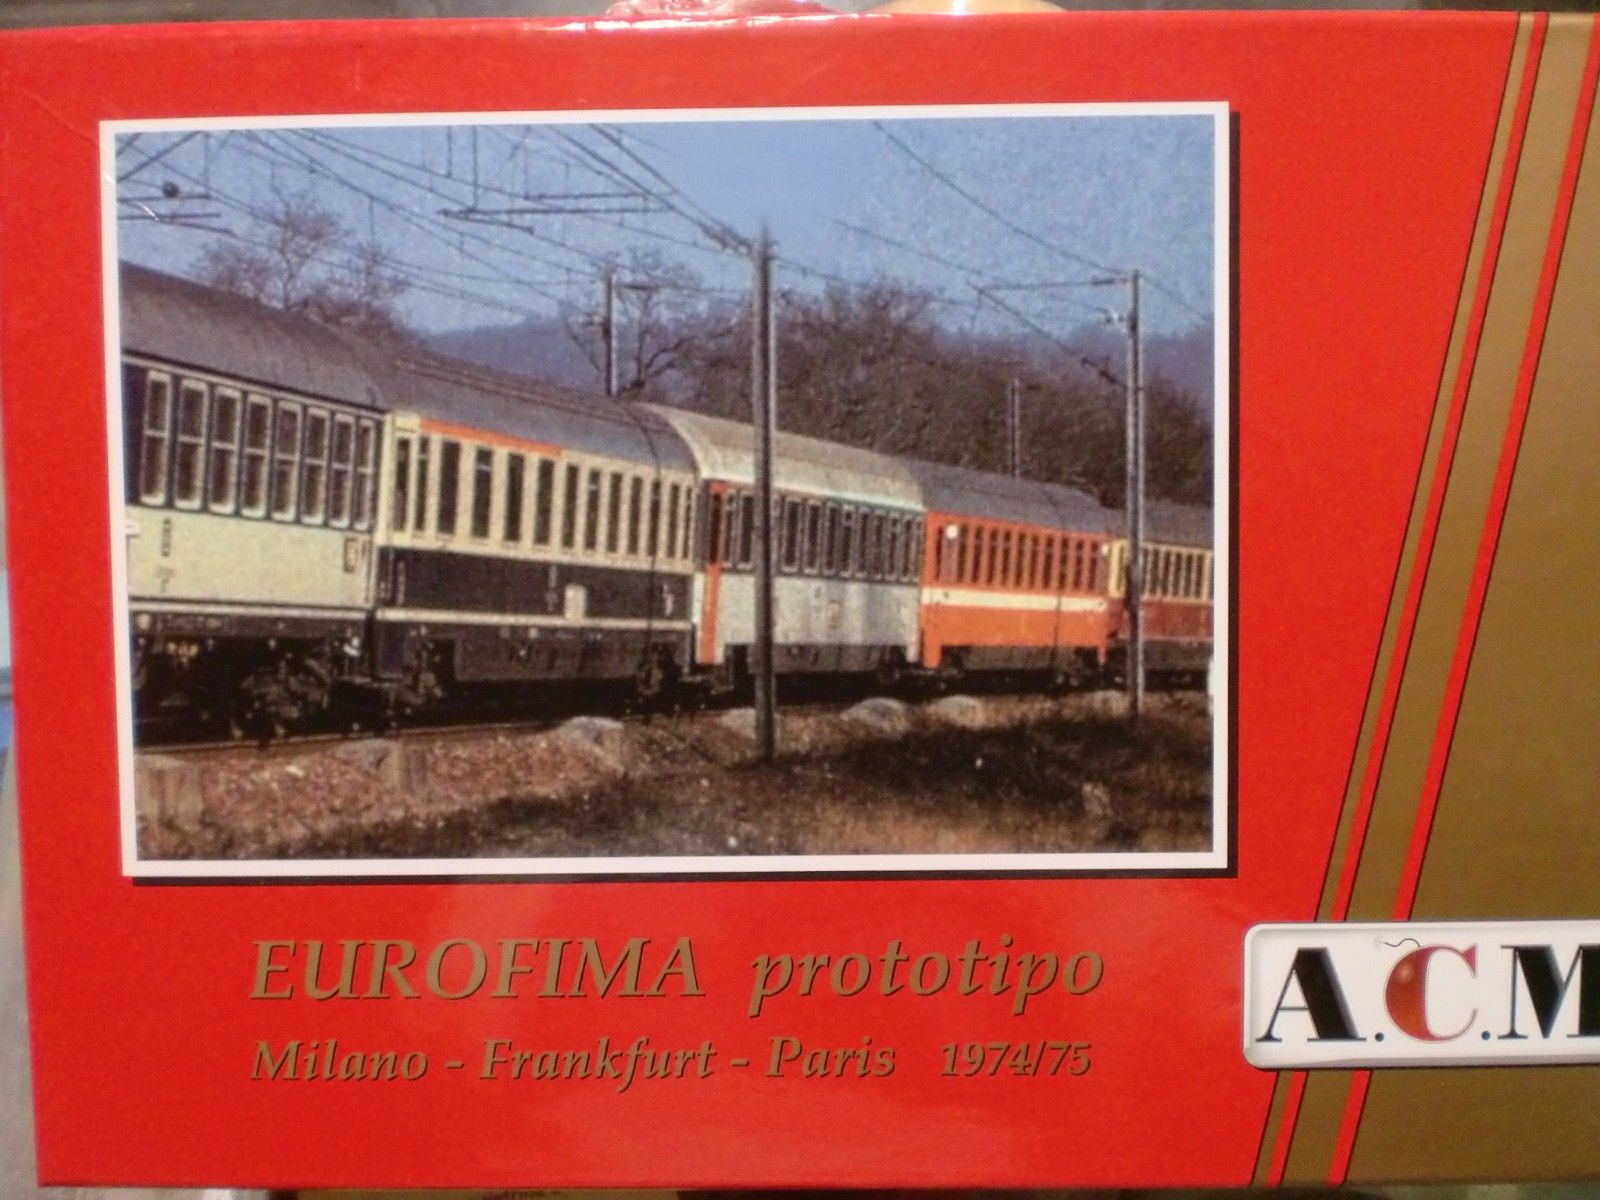 EUROFIMA prototipo
Milano - Frankfurt - Paris 1974/75
A.C.M